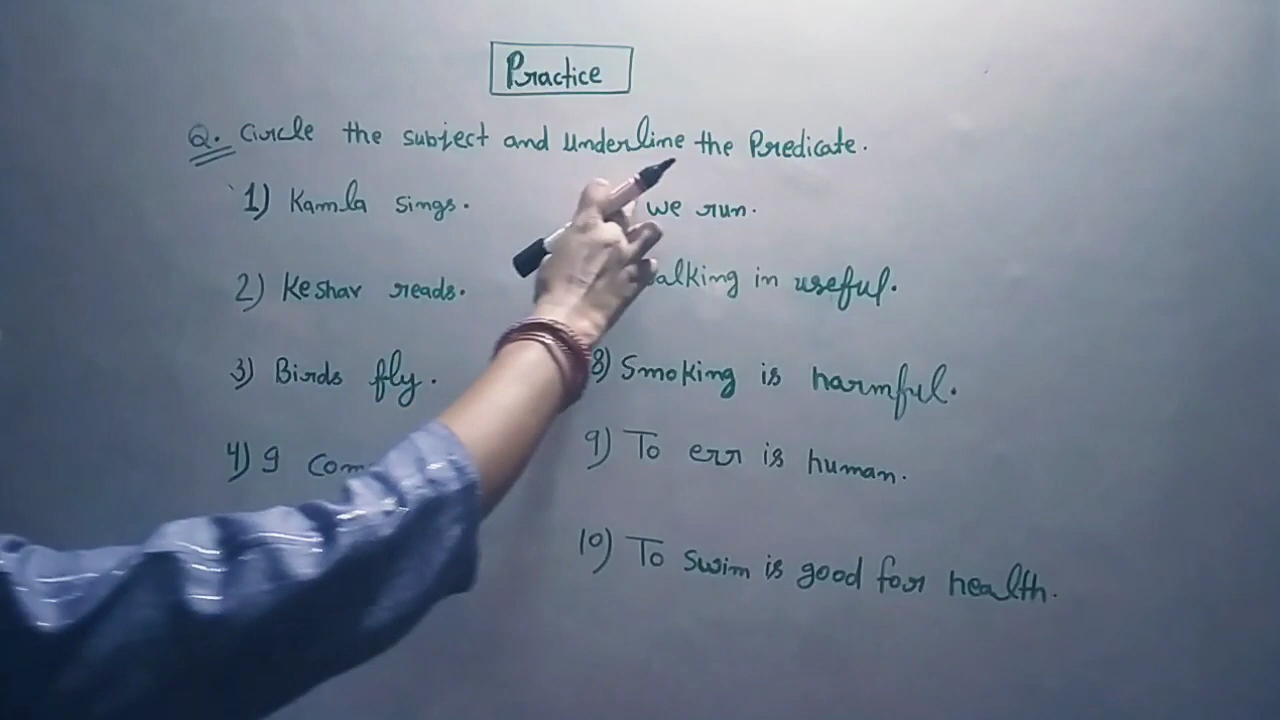 Practice
Q. Circle the subject and underline the Predicate.
1) Kamla sings.
2) Keshav reads.
3) Birds fly.
4) I
we run.
in useful.
8) Smoking is harmful.
9) To err is human.
10) To swim is good for health.